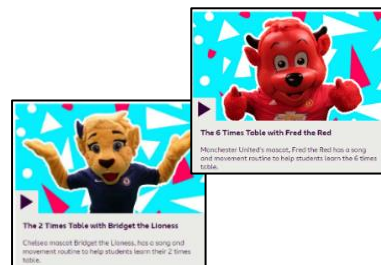 The 6 Times Table with Fred the Red
Manchester United's mascot, Fred the Red has a song
and movement routine to help students learn the 6 times
table.
The 2 Times Table with Bridget the Lioness
Chelsea mascot Bridget the Lioness, has a song and
movement routine to help students learn their 2 times
table.